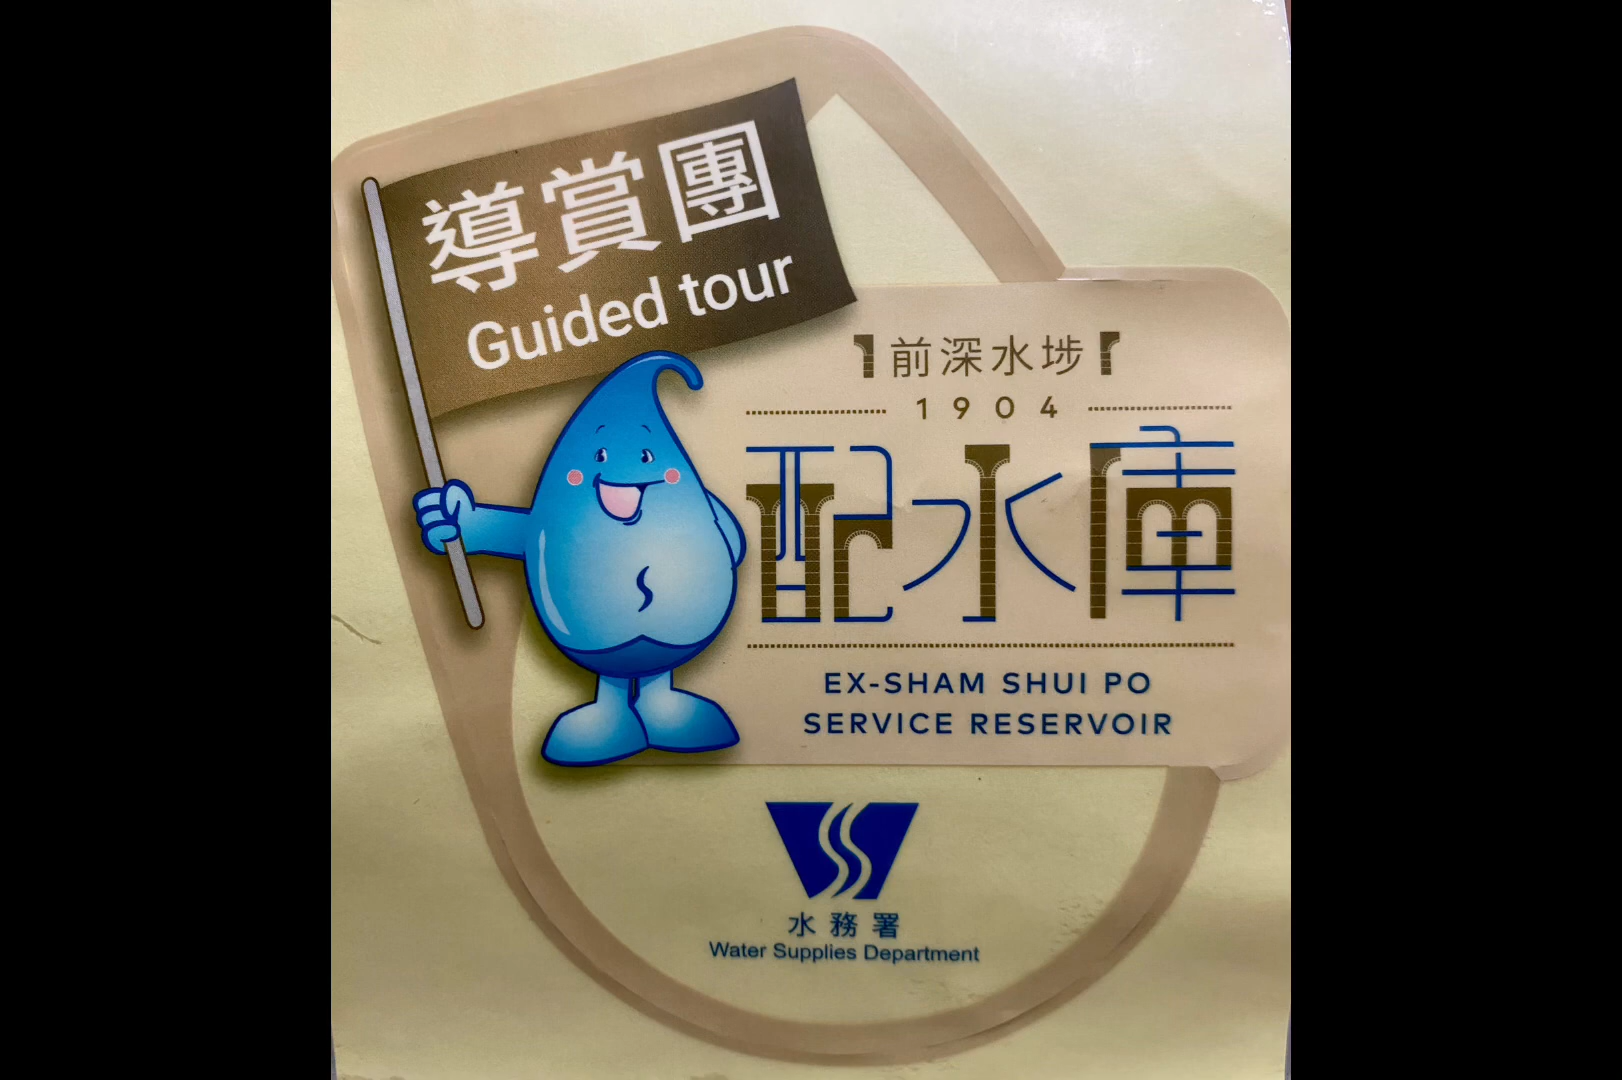 導賞團
Guided tour
前深水埗
1904
配水庫
EX-SHAM SHUI PO
SERVICE RESERVOIR
水務署
Water Supplies Department